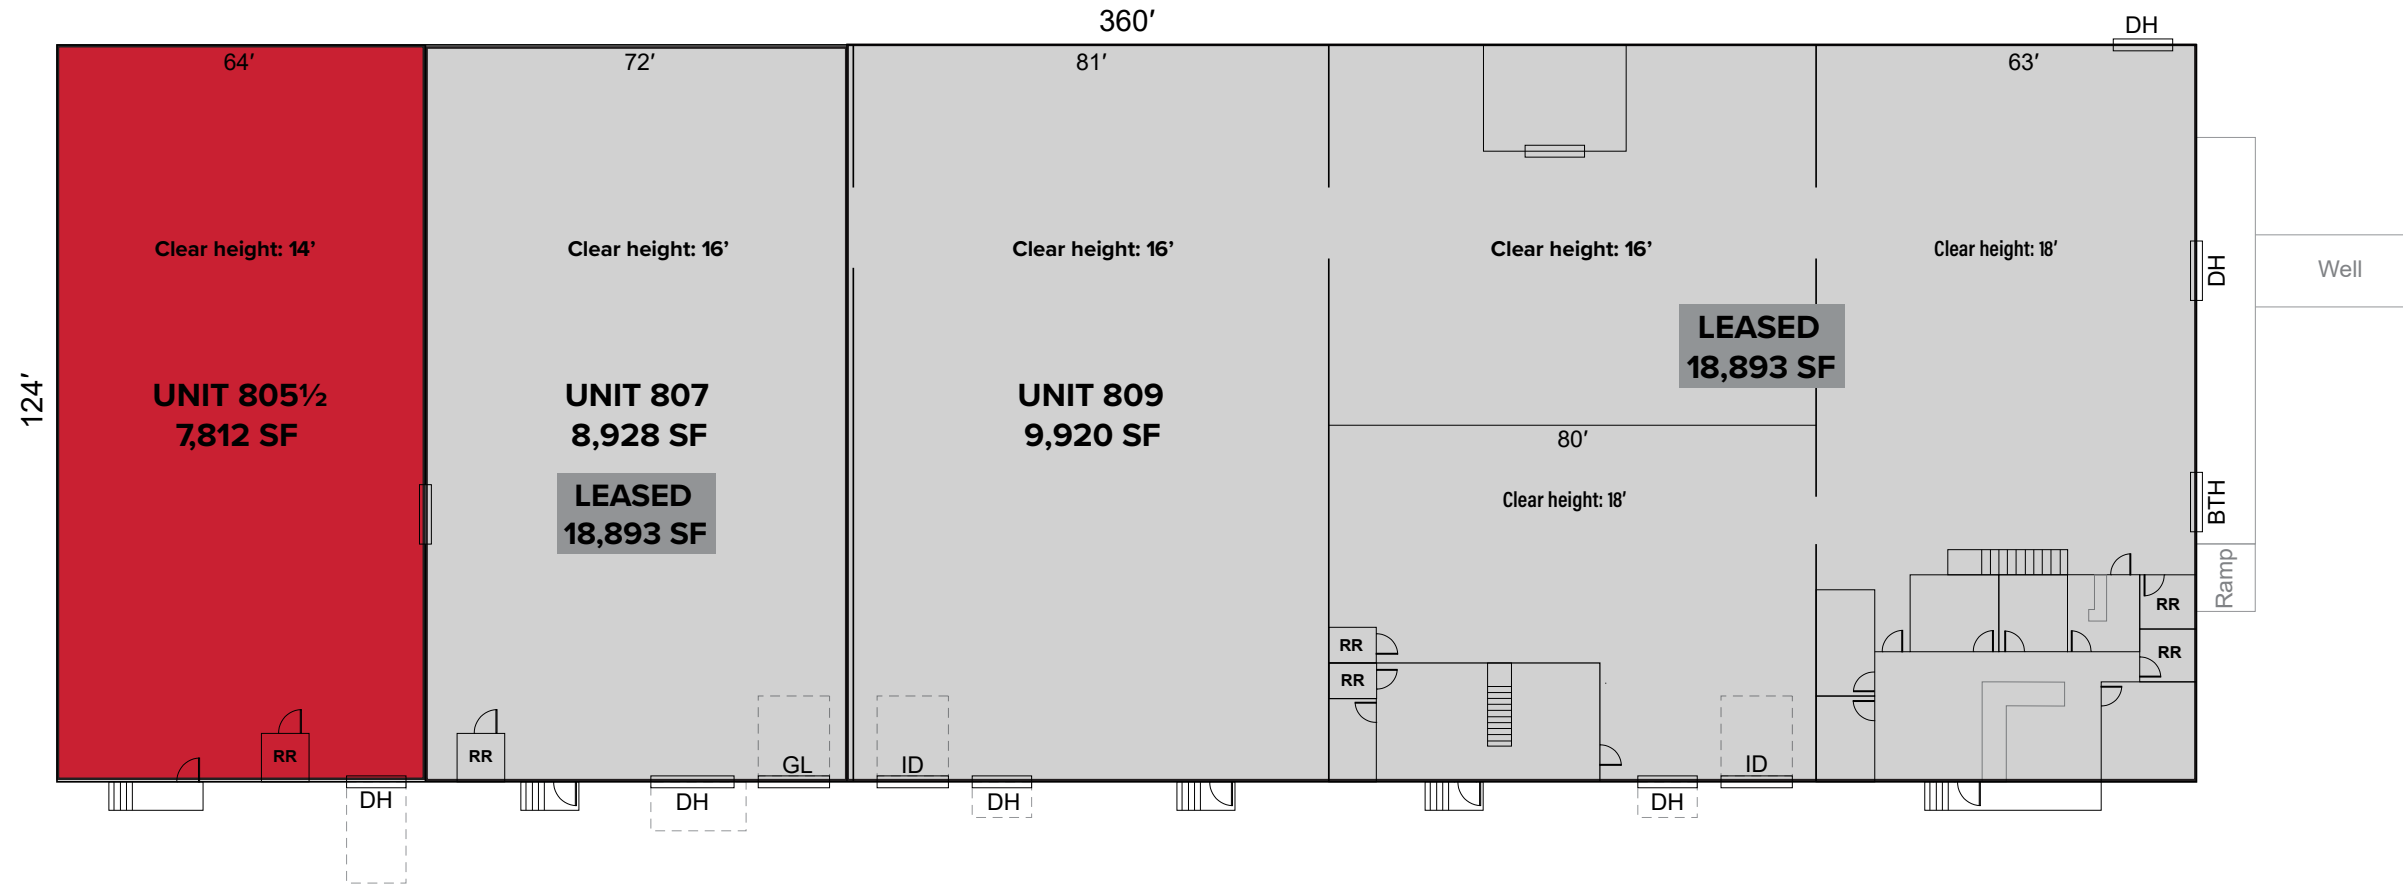 360′
DH
64′
72′
81′
63′
Clear height: 14’
Clear height: 16’
Clear height: 16’
Clear height: 16’
Clear height: 18′
DH
Well
124′
UNIT 805½
7,812 SF
UNIT 807
8,928 SF
LEASED
18,893 SF
UNIT 809
9,920 SF
LEASED
18,893 SF
80′
Clear height: 18′
BTH
Ramp
RR
RR
RR
RR
RR
RR
GL
ID
ID
DH
DH
DH
DH